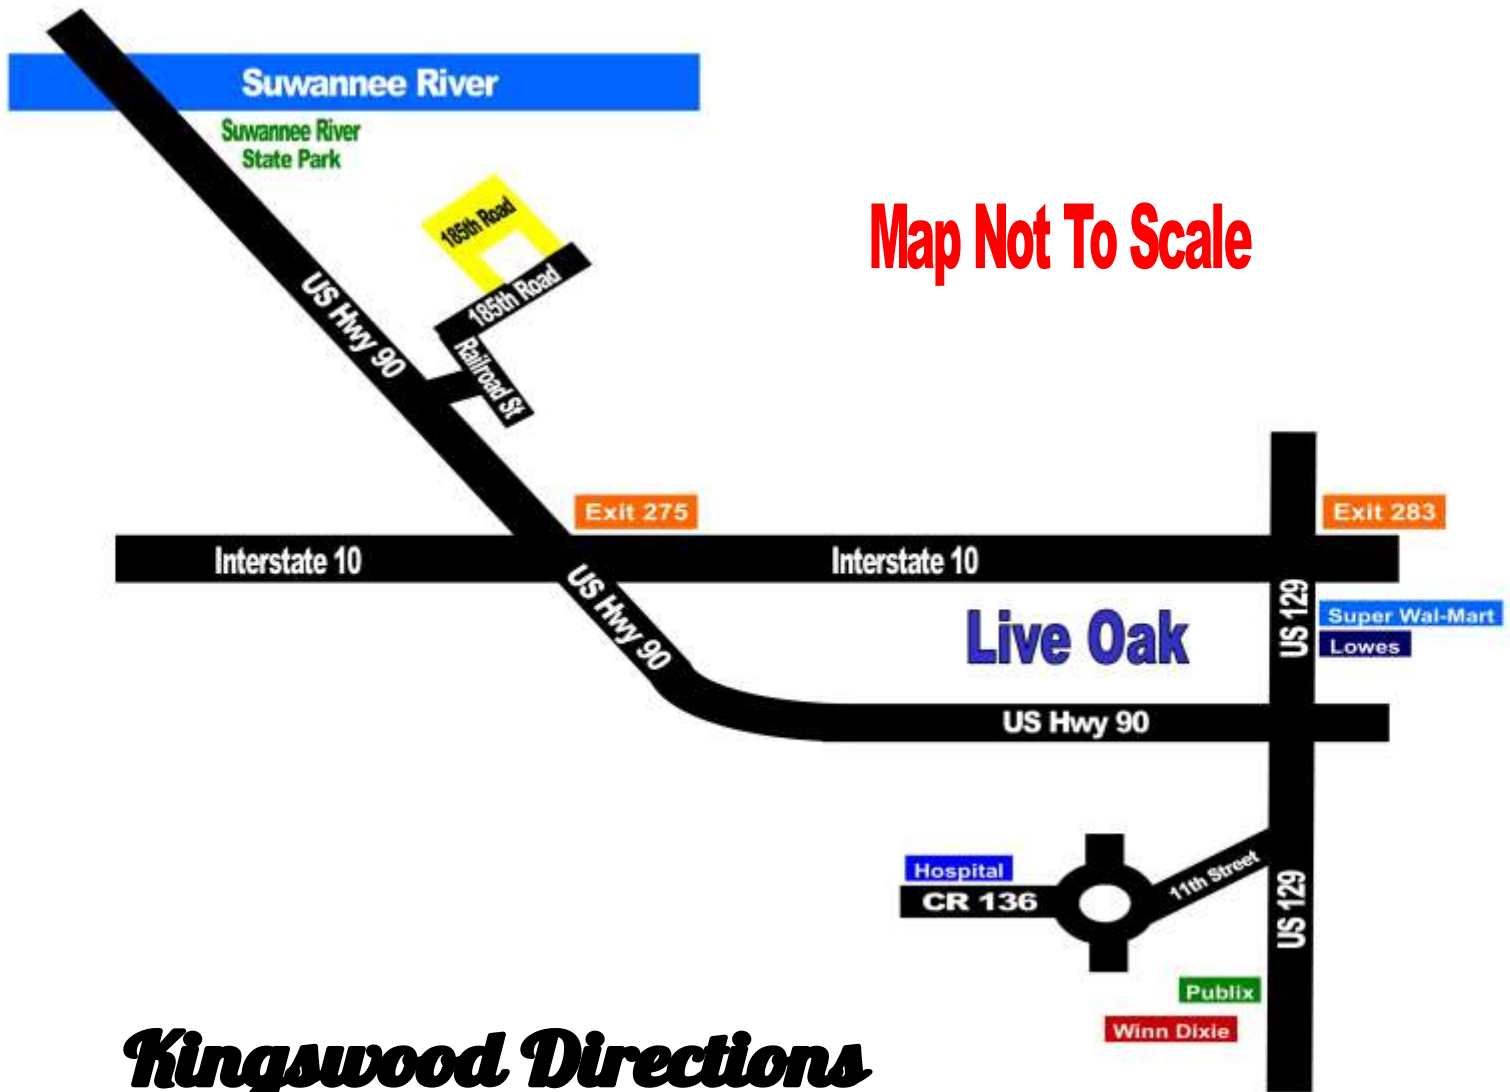 Suwannee River
Suwannee River
State Park
185th Road
185th Road
Map Not To Scale
US Hwy 90
Railroad St
Exit 275
Exit 283
Interstate 10
Interstate 10
US Hwy 90
US 129
Super Wal-Mart
Lowes
Live Oak
US Hwy 90
Hospital
CR 136
11th Street
US 129
Publix
Winn Dixie
Kingswood Directions